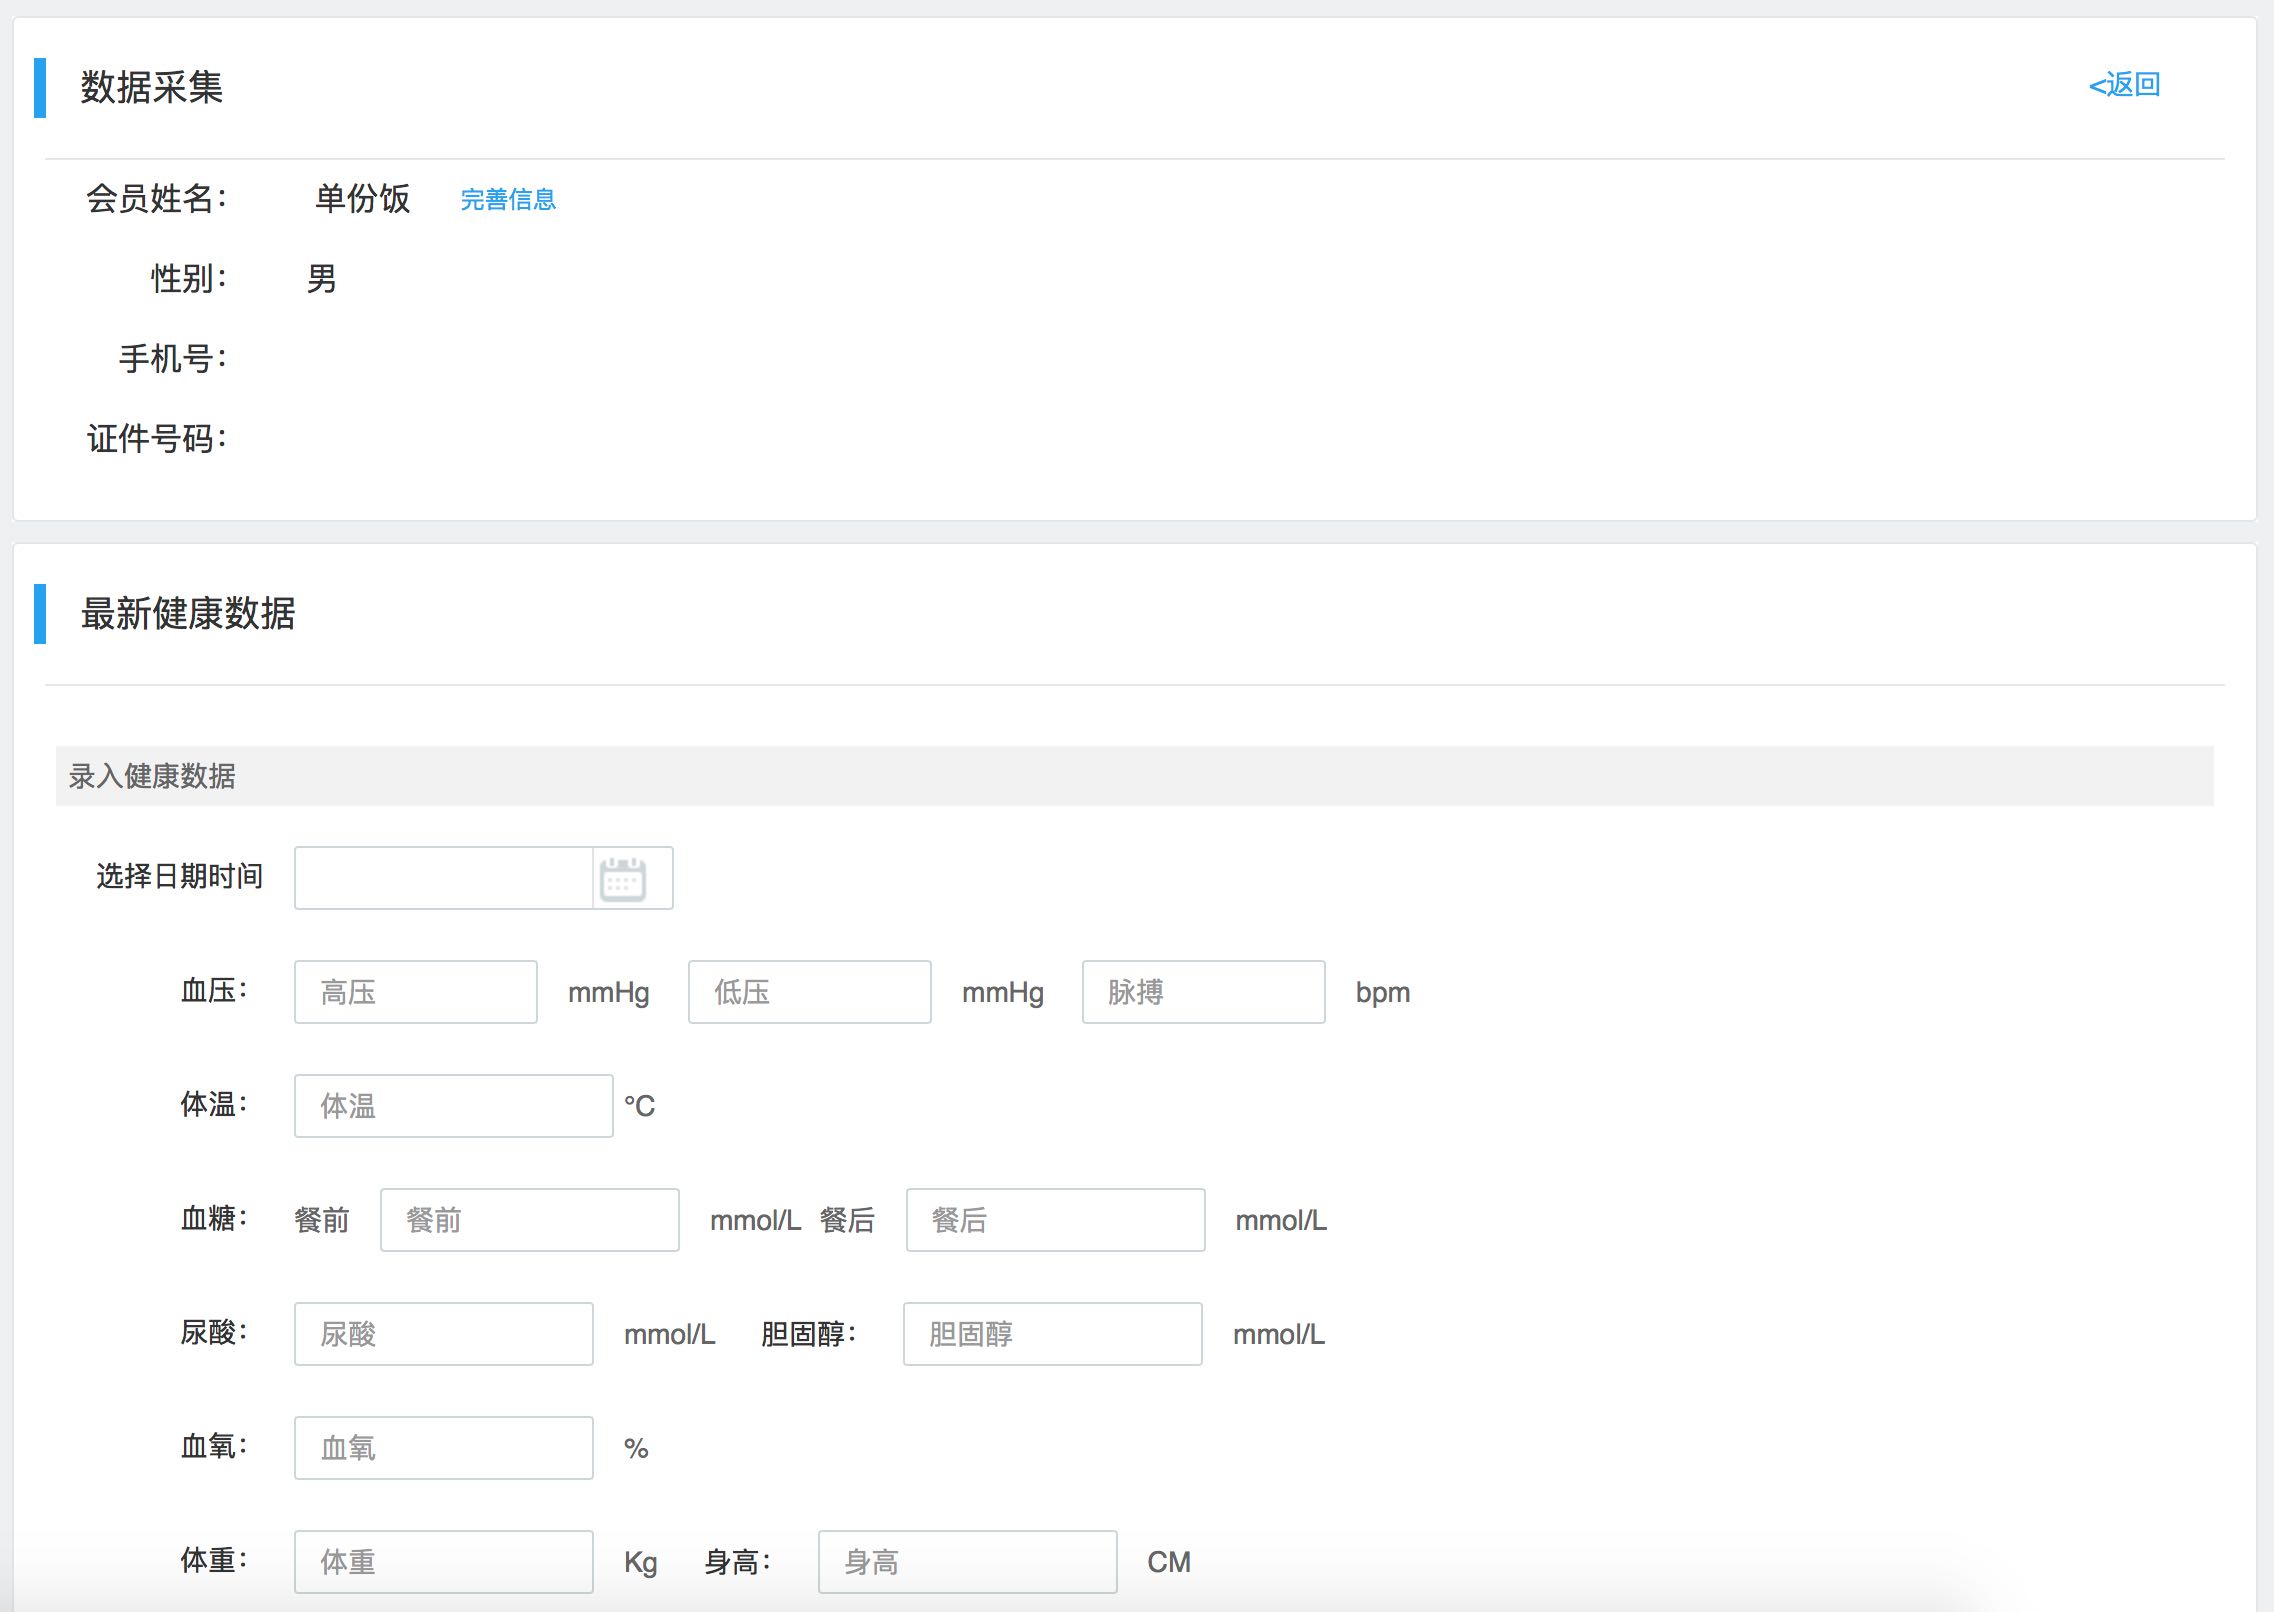 数据采集 <返回
会员姓名： 单份饭 完善信息
性别： 男
手机号：
证件号码：
最新健康数据
录入健康数据
选择日期时间
血压： 高压 mmHg 低压 mmHg 脉搏 bpm
体温： 体温 °C
血糖： 餐前 餐前 mmol/L 餐后 餐后 mmol/L
尿酸： 尿酸 mmol/L 胆固醇： 胆固醇 mmol/L
血氧： 血氧 %
体重： 体重 Kg 身高： 身高 CM